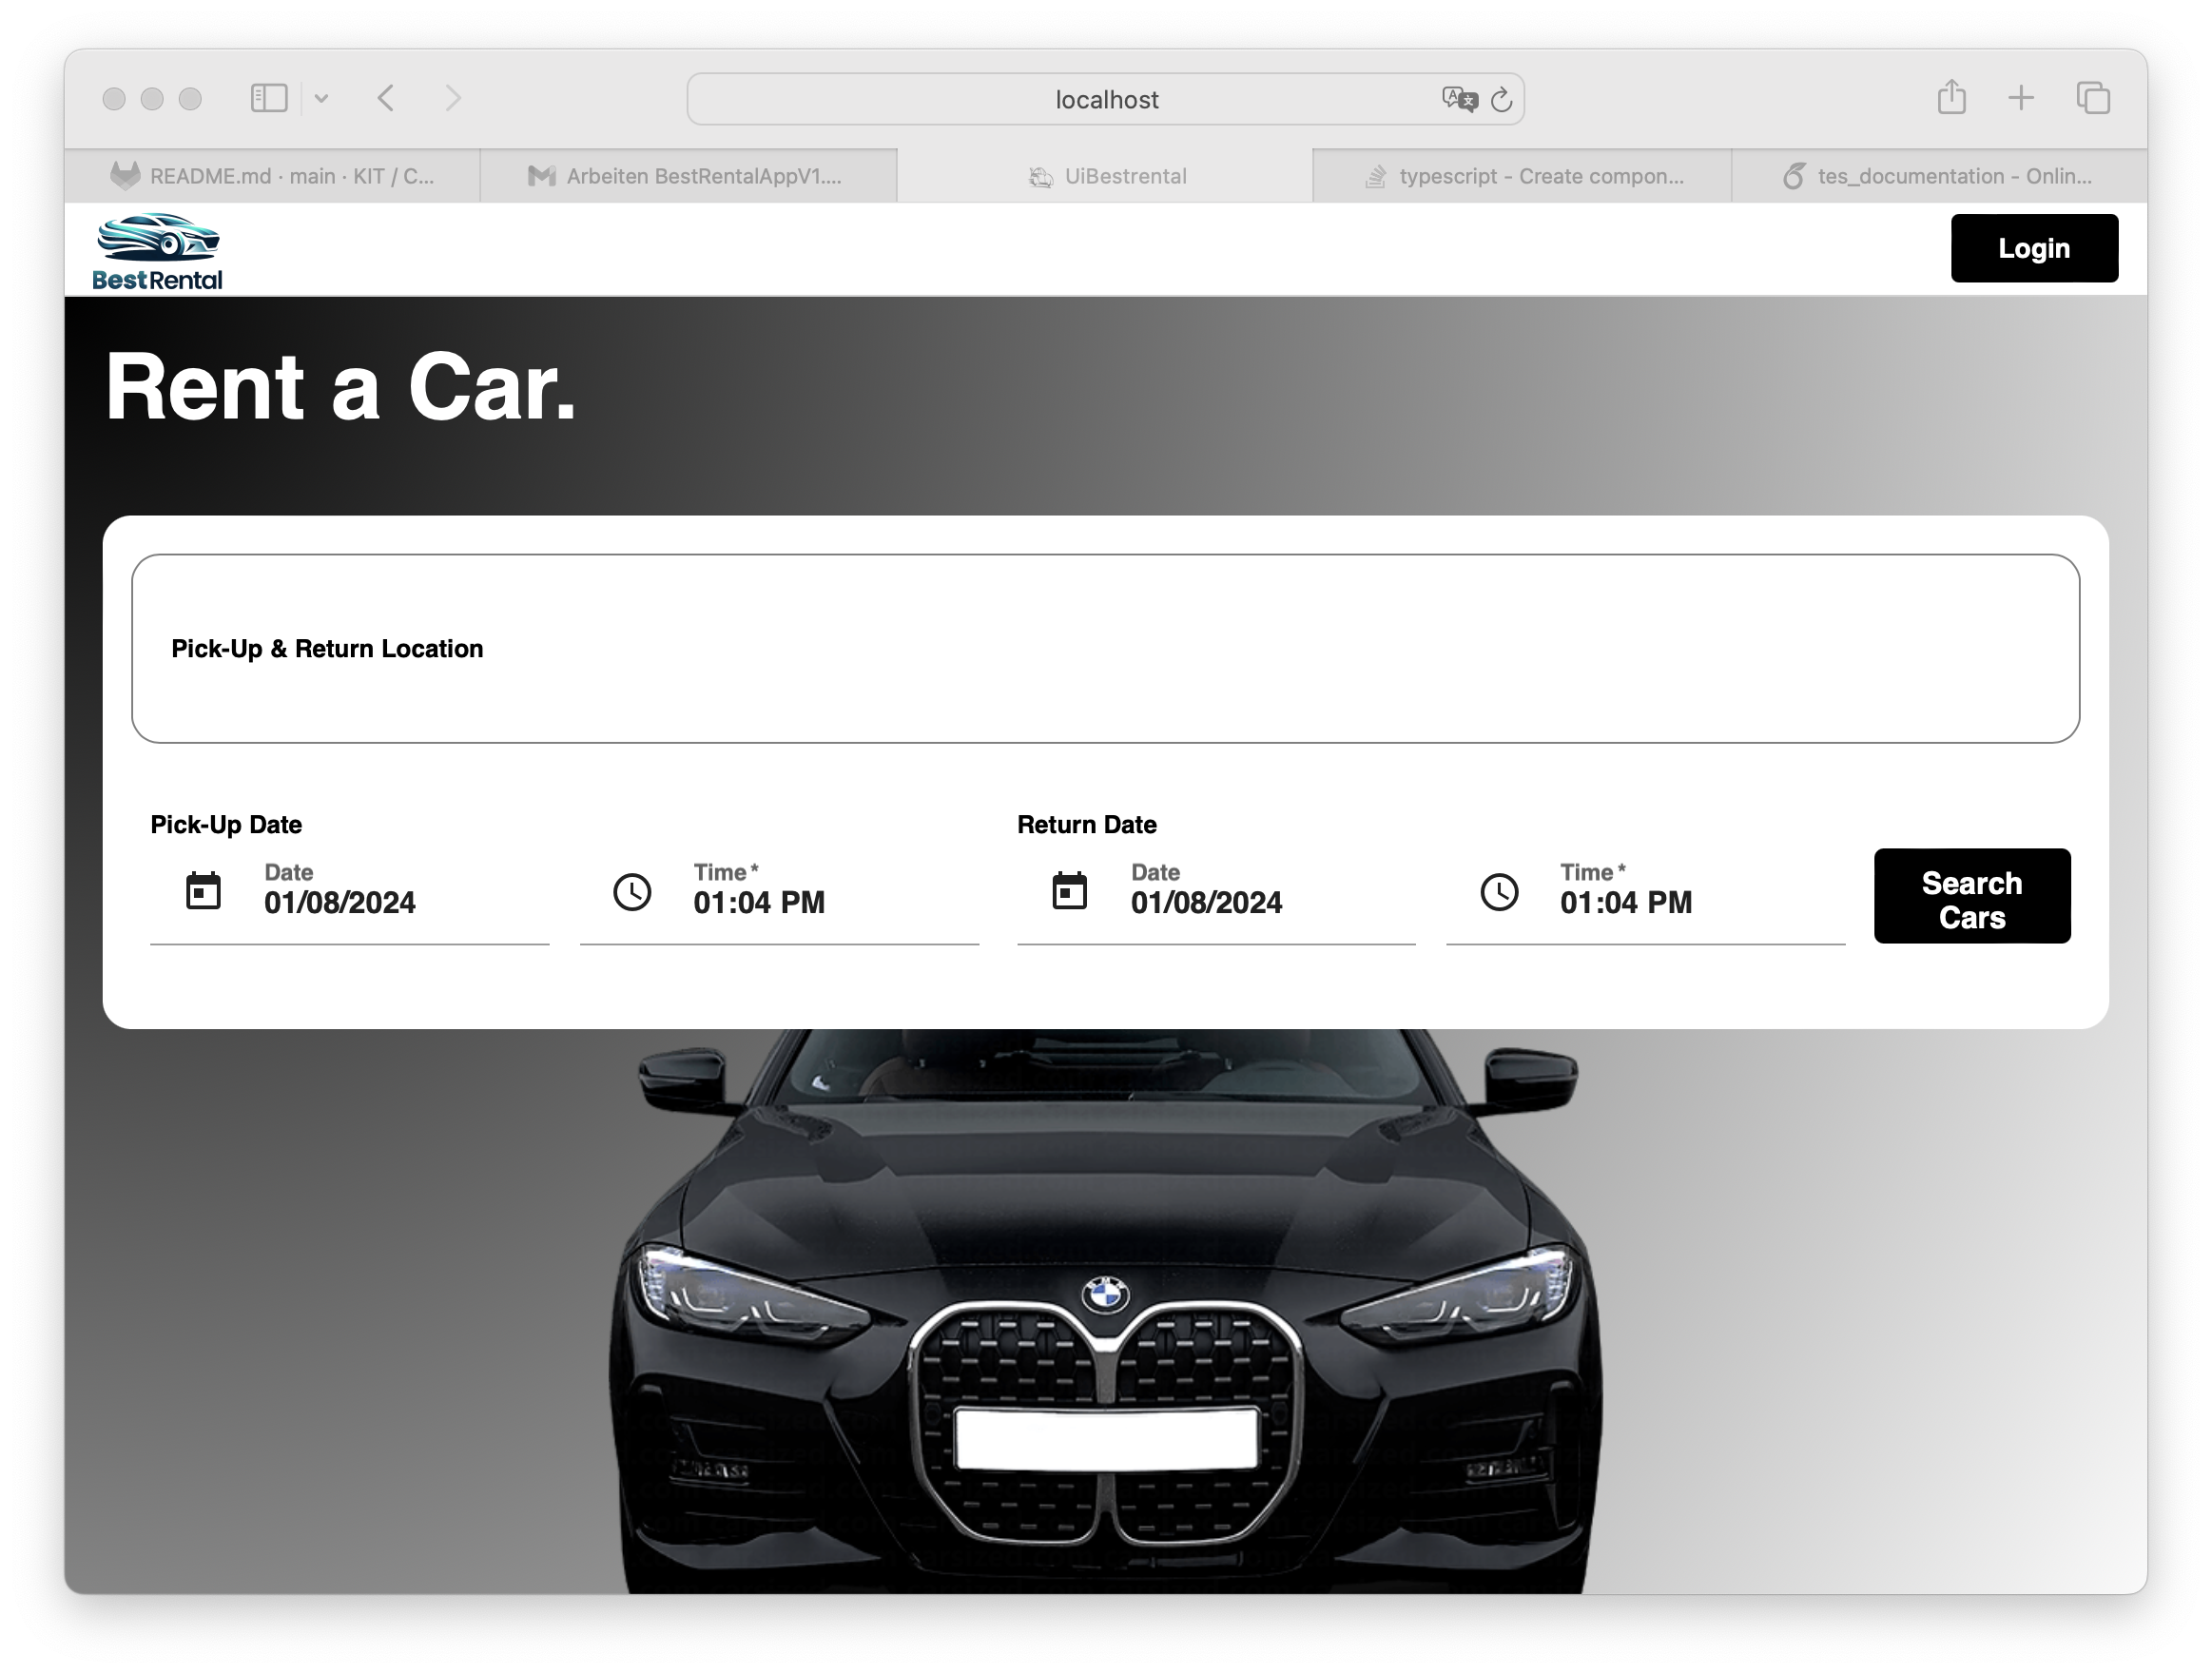 localhost
README.md · main · KIT / C...
Arbeiten BestRentalAppV1....
UiBestrental
typescript - Create compon...
tes_documentation - Onlin...
BestRental
Login
Rent a Car.
Pick-Up & Return Location
Pick-Up Date
Return Date
Date
Time *
Date
Time *
01/08/2024
01:04 PM
01/08/2024
01:04 PM
Search
Cars
BMW